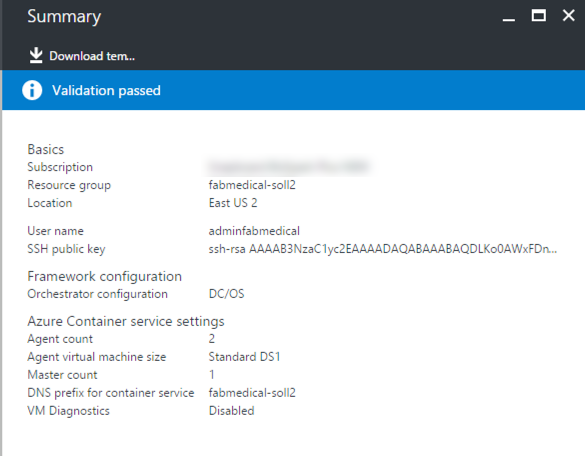 Summary
Download tem...
Validation passed
Basics
Subscription
Resource group fabmedical-soll2
Location East US 2
User name adminfabmedical
SSH public key ssh-rsa AAAAB3NzaC1yc2EAAAADAQABAAABAQDLKo0AWxFDn...
Framework configuration
Orchestrator configuration DC/OS
Azure Container service settings
Agent count 2
Agent virtual machine size Standard DS1
Master count 1
DNS prefix for container service fabmedical-soll2
VM Diagnostics Disabled